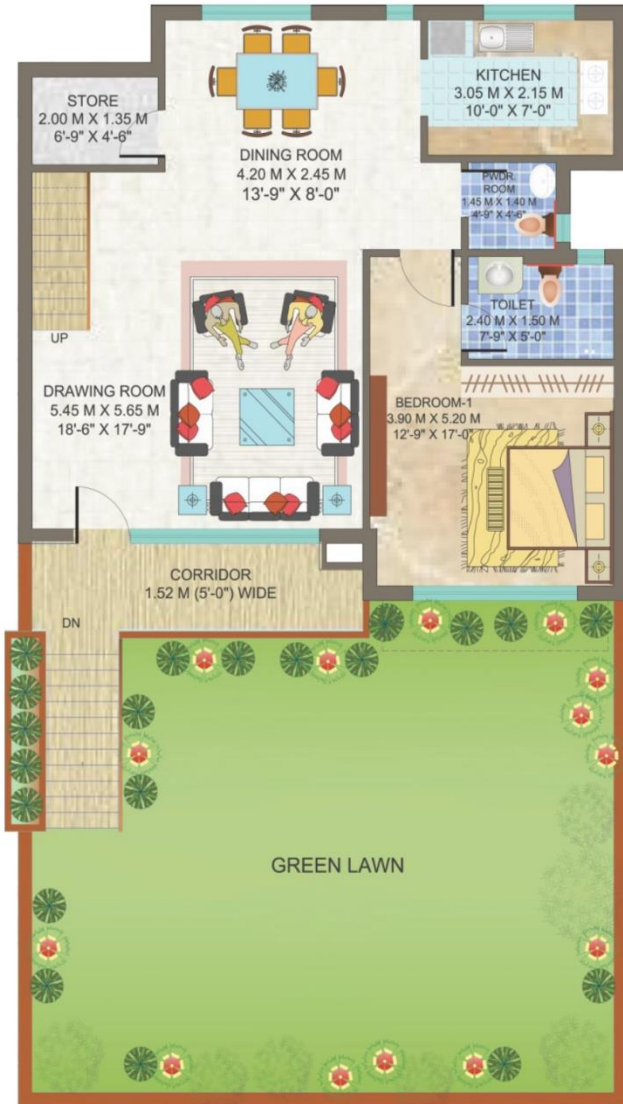 STORE
2.00 M X 1.35 M
6'-9" X 4'-6"
KITCHEN
3.05 M X 2.15 M
10'-0" X 7'-0"
DINING ROOM
4.20 M X 2.45 M
13'-9" X 8'-0"
PWDR.
ROOM
1.45 M X 1.40 M
4'-9" X 4'-6"
TOILET
2.40 M X 1.50 M
7'-9" X 5'-0"
UP
DRAWING ROOM
5.45 M X 5.65 M
18'-6" X 17'-9"
BEDROOM-1
3.90 M X 5.20 M
12'-9" X 17'-0"
CORRIDOR
1.52 M (5'-0") WIDE
DN
GREEN LAWN